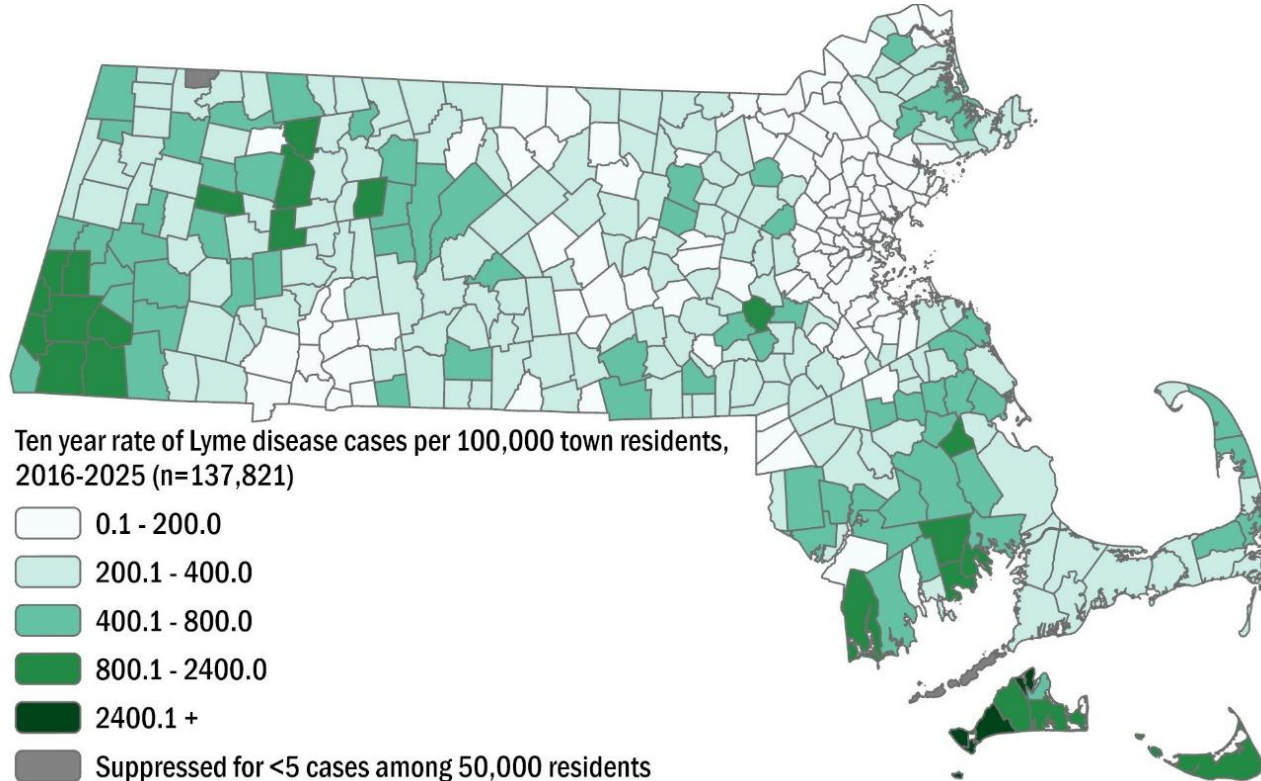 Ten year rate of Lyme disease cases per 100,000 town residents,
2016-2025 (n=137,821)
0.1 - 200.0
200.1 - 400.0
400.1 - 800.0
800.1 - 2400.0
2400.1 +
Suppressed for <5 cases among 50,000 residents